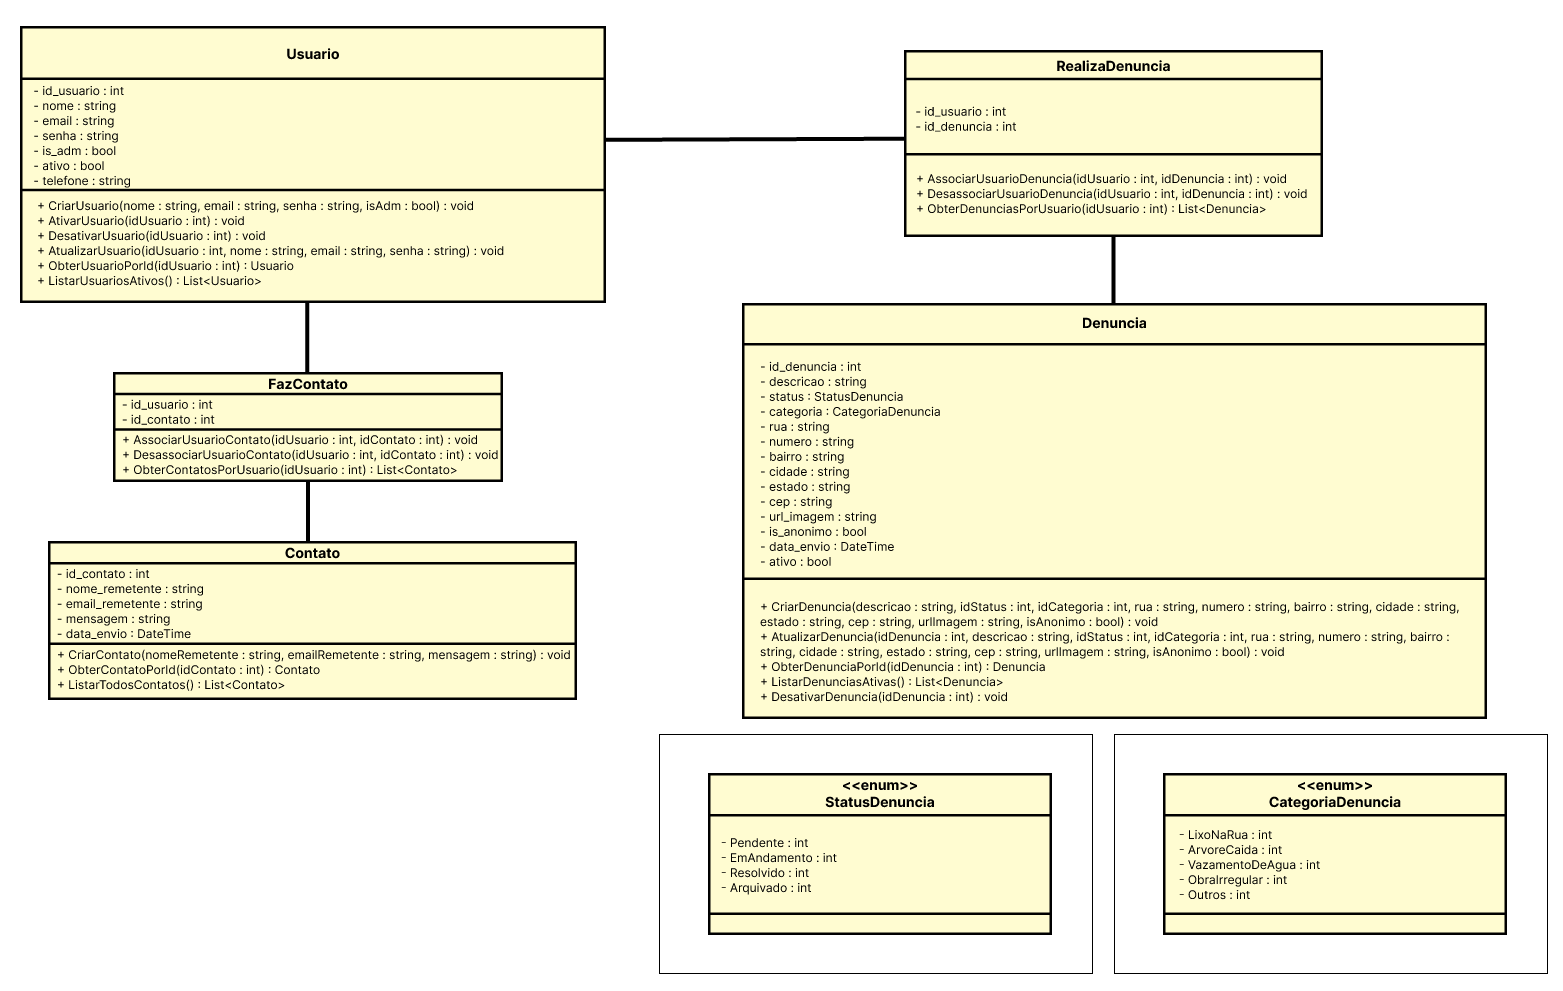 Usuario
- id_usuario : int
- nome : string
- email : string
- senha : string
- is_adm : bool
- ativo : bool
- telefone : string
+ CriarUsuario(nome : string, email : string, senha : string, isAdm : bool) : void
+ AtivarUsuario(idUsuario : int) : void
+ DesativarUsuario(idUsuario : int) : void
+ AtualizarUsuario(idUsuario : int, nome : string, email : string, senha : string) : void
+ ObterUsuarioPorId(idUsuario : int) : Usuario
+ ListarUsuariosAtivos() : List<Usuario>
RealizaDenuncia
- id_usuario : int
- id_denuncia : int
+ AssociarUsuarioDenuncia(idUsuario : int, idDenuncia : int) : void
+ DesassociarUsuarioDenuncia(idUsuario : int, idDenuncia : int) : void
+ ObterDenunciasPorUsuario(idUsuario : int) : List<Denuncia>
FazContato
- id_usuario : int
- id_contato : int
+ AssociarUsuarioContato(idUsuario : int, idContato : int) : void
+ DesassociarUsuarioContato(idUsuario : int, idContato : int) : void
+ ObterContatosPorUsuario(idUsuario : int) : List<Contato>
Contato
- id_contato : int
- nome_remetente : string
- email_remetente : string
- mensagem : string
- data_envio : DateTime
+ CriarContato(nomeRemetente : string, emailRemetente : string, mensagem : string) : void
+ ObterContatoPorId(idContato : int) : Contato
+ ListarTodosContatos() : List<Contato>
Denuncia
- id_denuncia : int
- descricao : string
- status : StatusDenuncia
- categoria : CategoriaDenuncia
- rua : string
- numero : string
- bairro : string
- cidade : string
- estado : string
- cep : string
- url_imagem : string
- is_anonimo : bool
- data_envio : DateTime
- ativo : bool
+ CriarDenuncia(descricao : string, idStatus : int, idCategoria : int, rua : string, numero : string, bairro : string, cidade : string,
estado : string, cep : string, urlImagem : string, isAnonimo : bool) : void
+ AtualizarDenuncia(idDenuncia : int, descricao : string, idStatus : int, idCategoria : int, rua : string, numero : string, bairro :
string, cidade : string, estado : string, cep : string, urlImagem : string, isAnonimo : bool) : void
+ ObterDenunciaPorId(idDenuncia : int) : Denuncia
+ ListarDenunciasAtivas() : List<Denuncia>
+ DesativarDenuncia(idDenuncia : int) : void
<<enum>>
StatusDenuncia
- Pendente : int
- EmAndamento : int
- Resolvido : int
- Arquivado : int
<<enum>>
CategoriaDenuncia
- LixoNaRua : int
- ArvoreCaida : int
- VazamentoDeAgua : int
- ObraIrregular : int
- Outros : int